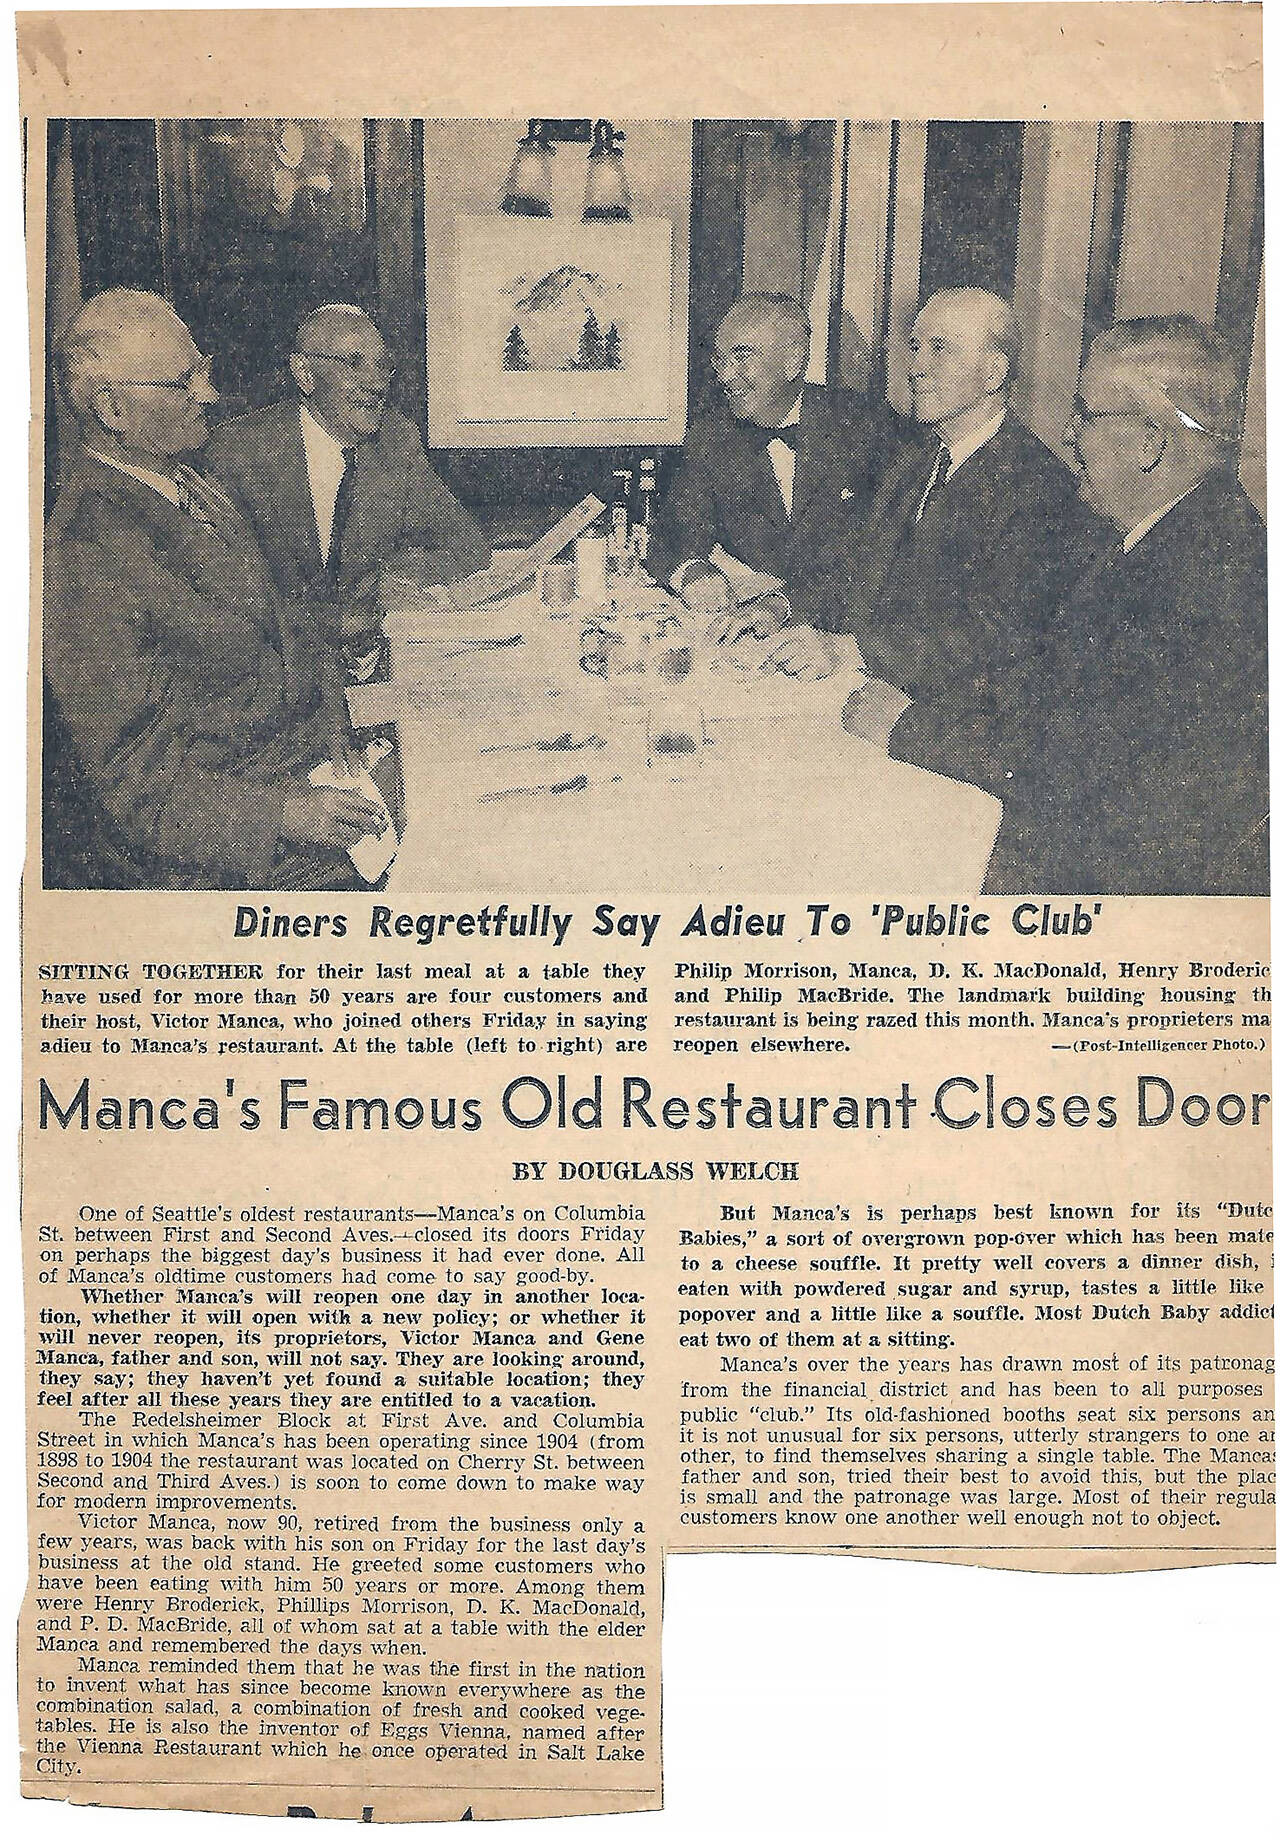 Diners Regretfully Say Adieu To 'Public Club'
SITTING TOGETHER for their last meal at a table they
have used for more than 50 years are four customers and
their host, Victor Manca, who joined others Friday in saying
adieu to Manca's restaurant. At the table (left to right) are
Philip Morrison, Manca, D. K. MacDonald, Henry Broderic
and Philip MacBride. The landmark building housing th
restaurant is being razed this month. Manca's proprieters ma
reopen elsewhere. —(Post-Intelligencer Photo.)
Manca's Famous Old Restaurant Closes Door
BY DOUGLASS WELCH
One of Seattle's oldest restaurants—Manca's on Columbia
St. between First and Second Aves.—closed its doors Friday
on perhaps the biggest day's business it had ever done. All
of Manca's oldtime customers had come to say good-by.
Whether Manca's will reopen one day in another loca-
tion, whether it will open with a new policy; or whether it
will never reopen, its proprietors, Victor Manca and Gene
Manca, father and son, will not say. They are looking around,
they say; they haven't yet found a suitable location; they
feel after all these years they are entitled to a vacation.
The Redelsheimer Block at First Ave. and Columbia
Street in which Manca's has been operating since 1904 (from
1898 to 1904 the restaurant was located on Cherry St. between
Second and Third Aves.) is soon to come down to make way
for modern improvements.
Victor Manca, now 90, retired from the business only a
few years, was back with his son on Friday for the last day's
business at the old stand. He greeted some customers who
have been eating with him 50 years or more. Among them
were Henry Broderick, Phillips Morrison, D. K. MacDonald,
and P. D. MacBride, all of whom sat at a table with the elder
Manca and remembered the days when.
Manca reminded them that he was the first in the nation
to invent what has since become known everywhere as the
combination salad, a combination of fresh and cooked vege-
tables. He is also the inventor of Eggs Vienna, named after
the Vienna Restaurant which he once operated in Salt Lake
City.
But Manca's is perhaps best known for its "Dutc
Babies," a sort of overgrown pop-over which has been mate
to a cheese souffle. It pretty well covers a dinner dish, i
eaten with powdered sugar and syrup, tastes a little like
popover and a little like a souffle. Most Dutch Baby addict
eat two of them at a sitting.
Manca's over the years has drawn most of its patronag
from the financial district and has been to all purposes
public "club." Its old-fashioned booths seat six persons an
it is not unusual for six persons, utterly strangers to one an
other, to find themselves sharing a single table. The Mancas
father and son, tried their best to avoid this, but the plac
is small and the patronage was large. Most of their regula
customers know one another well enough not to object.